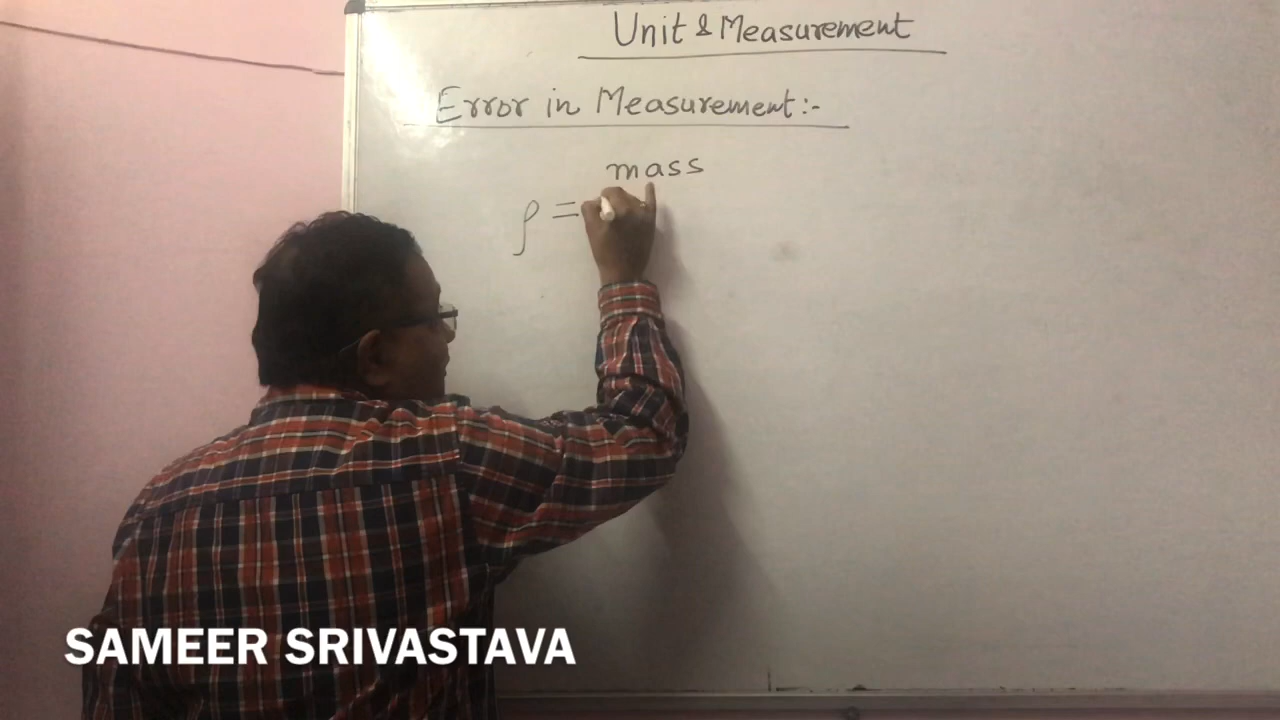 Unit & Measurement
Error in Measurement:-
mass
ρ =
SAMEER SRIVASTAVA